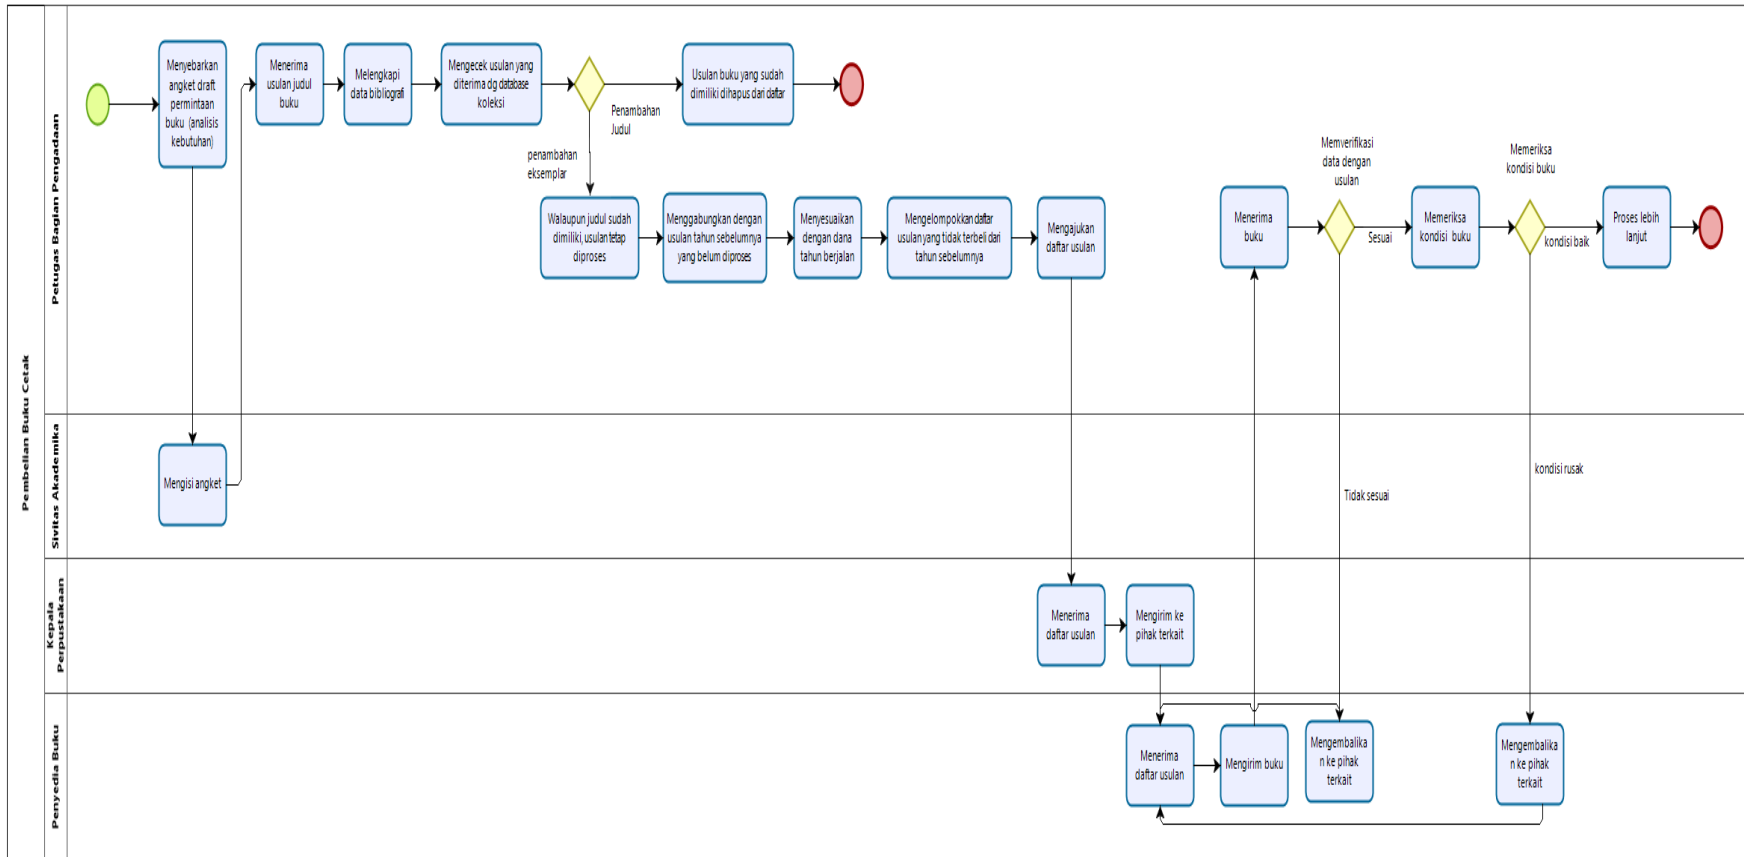 Pembelian Buku Cetak
Petugas Bagian Pengadaan
Menyebarkan
angket draft
permintaan
buku (analisis
kebutuhan)
Menerima
usulan judul
buku
Melengkapi
data bibliografi
Mengecek usulan yang
diterima dg database
koleksi
Penambahan
Judul
Usulan buku yang sudah
dimiliki dihapus dari daftar
penambahan
eksemplar
Walaupun judul sudah
dimiliki, usulan tetap
diproses
Menggabungkan dengan
usulan tahun sebelumnya
yang belum diproses
Menyesuaikan
dengan dana
tahun berjalan
Mengelompokkan daftar
usulan yang tidak terbeli dari
tahun sebelumnya
Mengajukan
daftar usulan
Menerima
buku
Memverifikasi
data dengan
usulan
Sesuai
Memeriksa
kondisi buku
Memeriksa
kondisi buku
kondisi baik
Proses lebih
lanjut
Sivitas Akademika
Mengisi angket
Tidak sesuai
kondisi rusak
Kepala
Perpustakaan
Menerima
daftar usulan
Mengirim ke
pihak terkait
Penyedia Buku
Menerima
daftar usulan
Mengirim buku
Mengembalika
n ke pihak
terkait
Mengembalika
n ke pihak
terkait